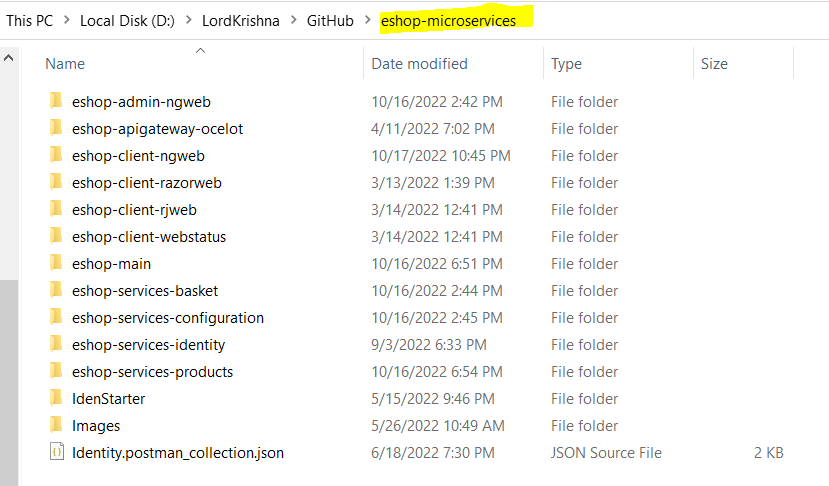 This PC > Local Disk (D:) > LordKrishna > GitHub > eshop-microservices
Name Date modified Type Size
eshop-admin-ngweb 10/16/2022 2:42 PM File folder
eshop-apigateway-ocelot 4/11/2022 7:02 PM File folder
eshop-client-ngweb 10/17/2022 10:45 PM File folder
eshop-client-razorweb 3/13/2022 1:39 PM File folder
eshop-client-rjweb 3/14/2022 12:41 PM File folder
eshop-client-webstatus 3/14/2022 12:41 PM File folder
eshop-main 10/16/2022 6:51 PM File folder
eshop-services-basket 10/16/2022 2:44 PM File folder
eshop-services-configuration 10/16/2022 2:45 PM File folder
eshop-services-identity 9/3/2022 6:33 PM File folder
eshop-services-products 10/16/2022 6:54 PM File folder
IdenStarter 5/15/2022 9:46 PM File folder
Images 5/26/2022 10:49 AM File folder
Identity.postman_collection.json 6/18/2022 7:30 PM JSON Source File 2 KB